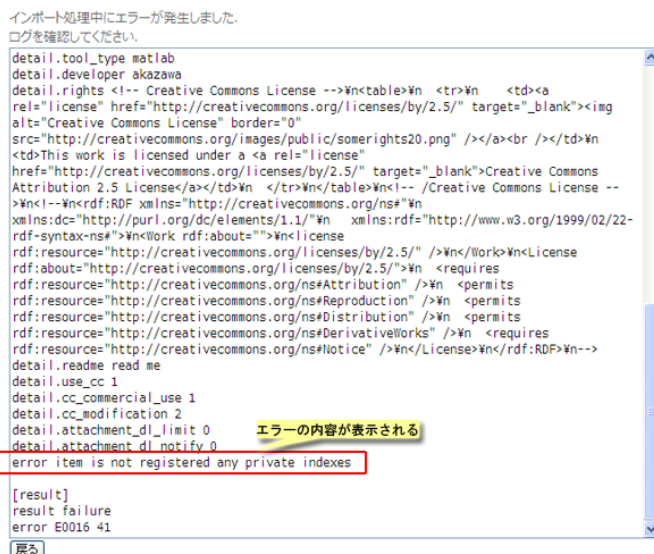 インポート処理中にエラーが発生しました.
ログを確認してください.
detail.tool_type matlab
detail.developer akazawa
detail.rights <!-- Creative Commons License -->¥n<table>¥n  <tr>¥n    <td><a
rel="license" href="http://creativecommons.org/licenses/by/2.5/" target="_blank"><img
alt="Creative Commons License" border="0"
src="http://creativecommons.org/images/public/somerights20.png" /></a><br /></td>¥n
<td>This work is licensed under a <a rel="license"
href="http://creativecommons.org/licenses/by/2.5/" target="_blank">Creative Commons
Attribution 2.5 License</a></td>¥n  </tr>¥n</table>¥n<!-- /Creative Commons License --
>¥n<!--¥n<rdf:RDF xmlns="http://creativecommons.org/ns#"¥n
xmlns:dc="http://purl.org/dc/elements/1.1/"¥n   xmlns:rdf="http://www.w3.org/1999/02/22-
rdf-syntax-ns#">¥n<Work rdf:about="">¥n<license
rdf:resource="http://creativecommons.org/licenses/by/2.5/" />¥n</Work>¥n<License
rdf:about="http://creativecommons.org/licenses/by/2.5/">¥n  <requires
rdf:resource="http://creativecommons.org/ns#Attribution" />¥n  <permits
rdf:resource="http://creativecommons.org/ns#Reproduction" />¥n  <permits
rdf:resource="http://creativecommons.org/ns#Distribution" />¥n  <permits
rdf:resource="http://creativecommons.org/ns#DerivativeWorks" />¥n  <requires
rdf:resource="http://creativecommons.org/ns#Notice" />¥n</License>¥n</rdf:RDF>¥n-->
detail.readme read me
detail.use_cc 1
detail.cc_commercial_use 1
detail.cc_modification 2
detail.attachment_dl_limit 0
エラーの内容が表示される
detail.attachment_dl_notify 0
error item is not registered any private indexes
[result]
result failure
error E0016 41
戻る